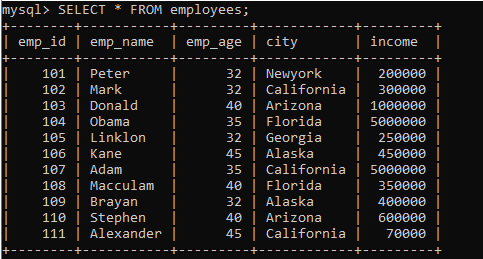 mysql> SELECT * FROM employees;
+--------+-----------+---------+------------+---------+
| emp_id | emp_name | emp_age | city | income |
+--------+-----------+---------+------------+---------+
| 101 | Peter | 32 | Newyork | 200000 |
| 102 | Mark | 32 | California | 300000 |
| 103 | Donald | 40 | Arizona | 1000000 |
| 104 | Obama | 35 | Florida | 5000000 |
| 105 | Linklon | 32 | Georgia | 250000 |
| 106 | Kane | 45 | Alaska | 450000 |
| 107 | Adam | 35 | California | 5000000 |
| 108 | Macculam | 40 | Florida | 350000 |
| 109 | Brayan | 32 | Alaska | 400000 |
| 110 | Stephen | 40 | Arizona | 600000 |
| 111 | Alexander | 45 | California | 70000 |
+--------+-----------+---------+------------+---------+